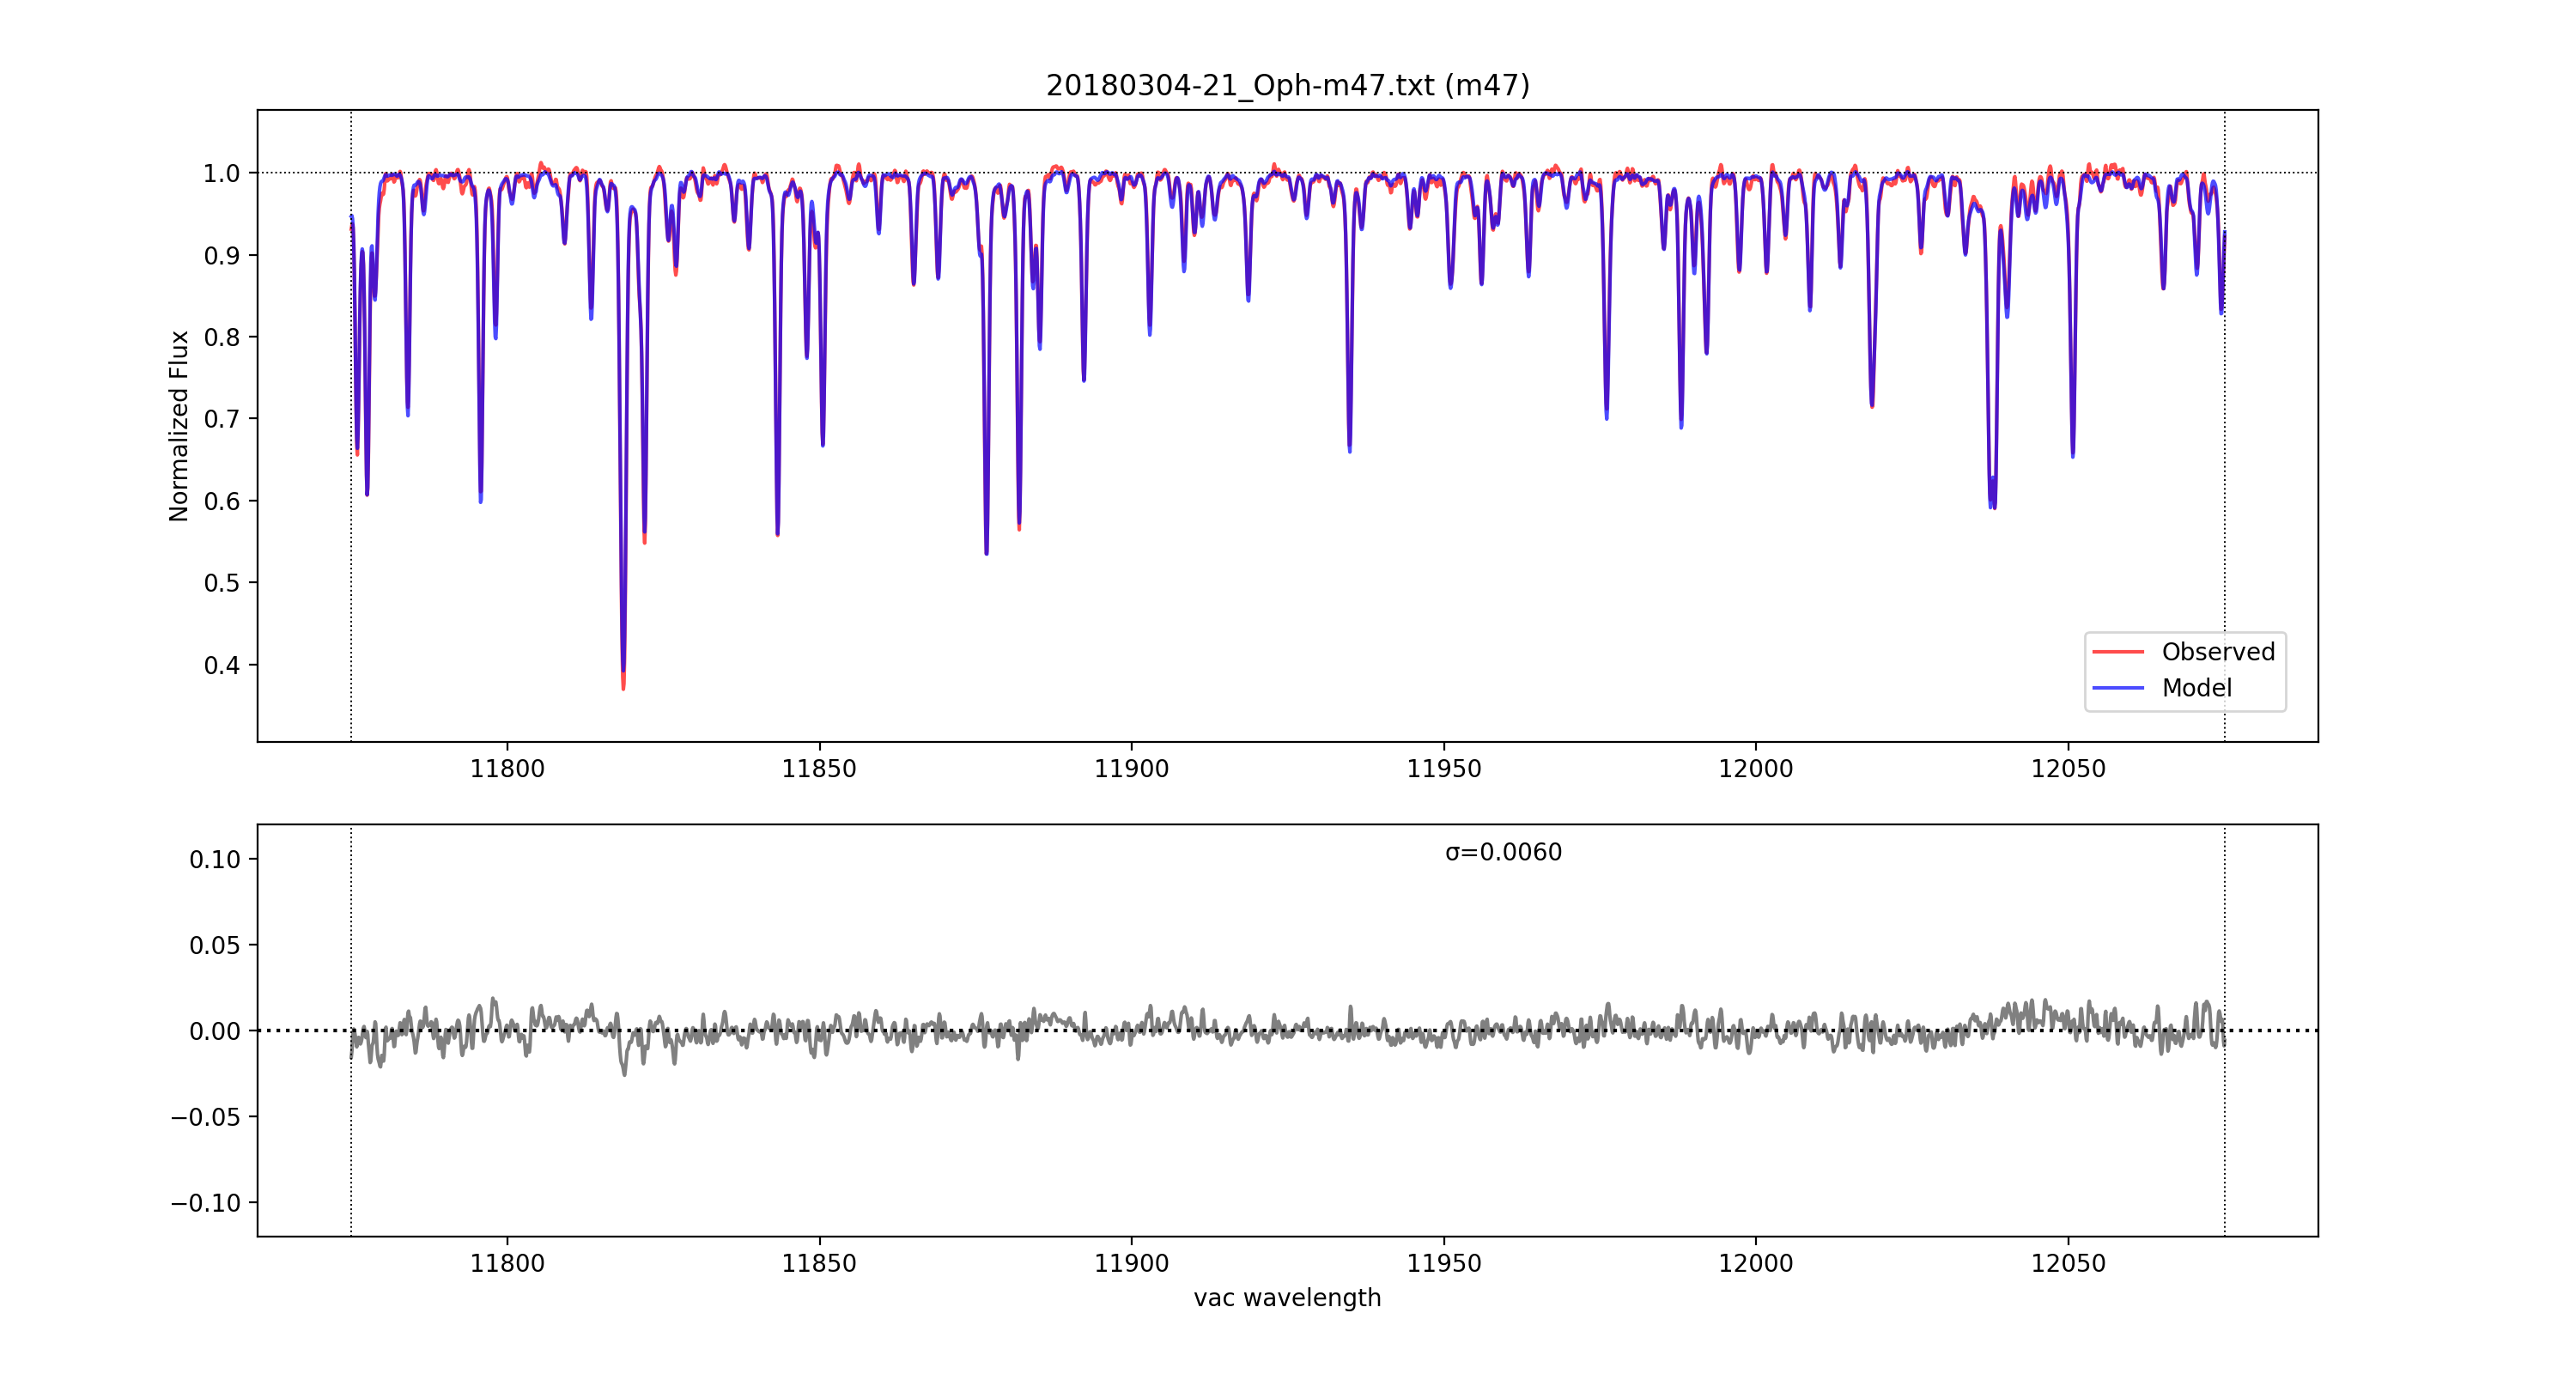 20180304-21_Oph-m47.txt (m47)
Normalized Flux
1.0
0.9
0.8
0.7
0.6
0.5
0.4
Observed
Model
11800 11850 11900 11950 12000 12050
σ=0.0060
0.10
0.05
0.00
−0.05
−0.10
11800 11850 11900 11950 12000 12050
vac wavelength